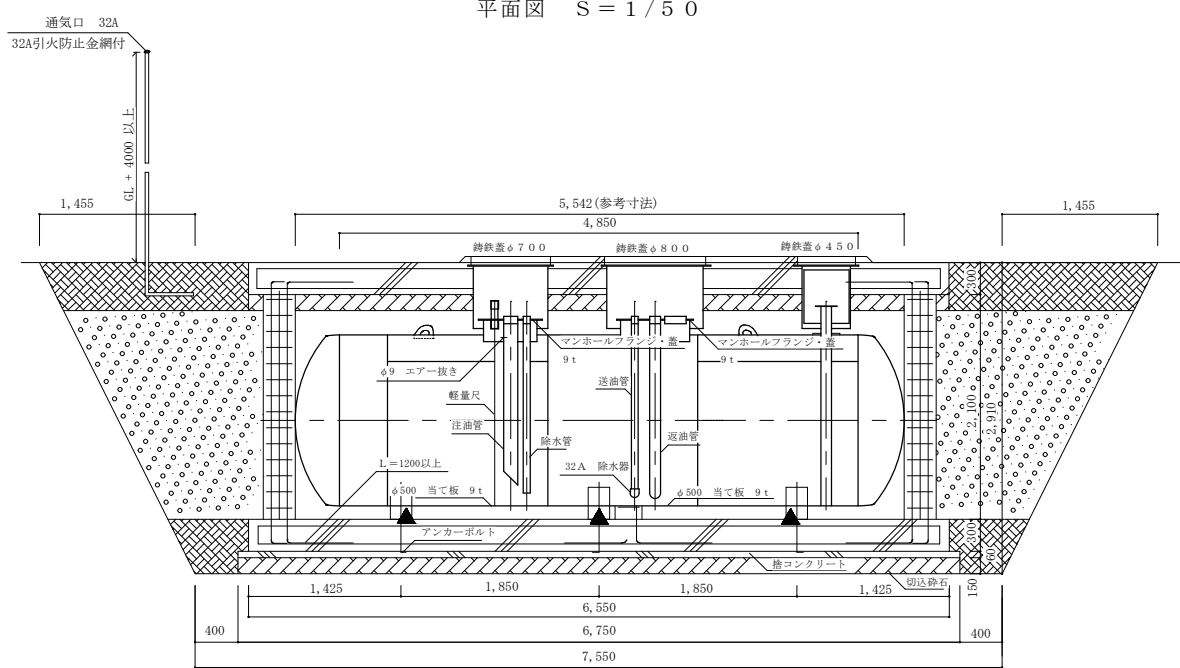 平面図 S=1/50
通気口 32A
32A引火防止金網付
GL + 4000 以上
1,455
5,542(参考寸法)
4,850
1,455
鋳鉄蓋φ700
鋳鉄蓋φ800
鋳鉄蓋φ450
300
マンホールフランジ・蓋
9t
マンホールフランジ・蓋
9t
φ9 エアー抜き
軽量尺
注油管
除水管
送油管
返油管
2,100
2,910
L=1200以上
32A 除水器
φ500 当て板 9t
φ500 当て板 9t
アンカーボルト
300
60
捨コンクリート
切込砕石
150
1,425
1,850
1,850
1,425
6,550
400
6,750
400
7,550